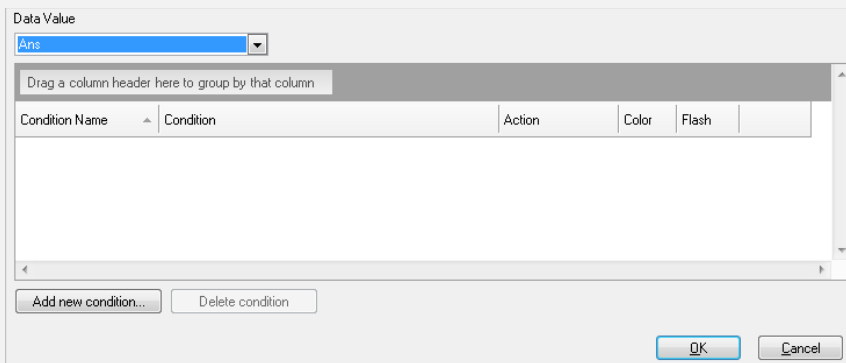 Data Value
Ans
Drag a column header here to group by that column
Condition Name Condition Action Color Flash
Add new condition... Delete condition
OK Cancel